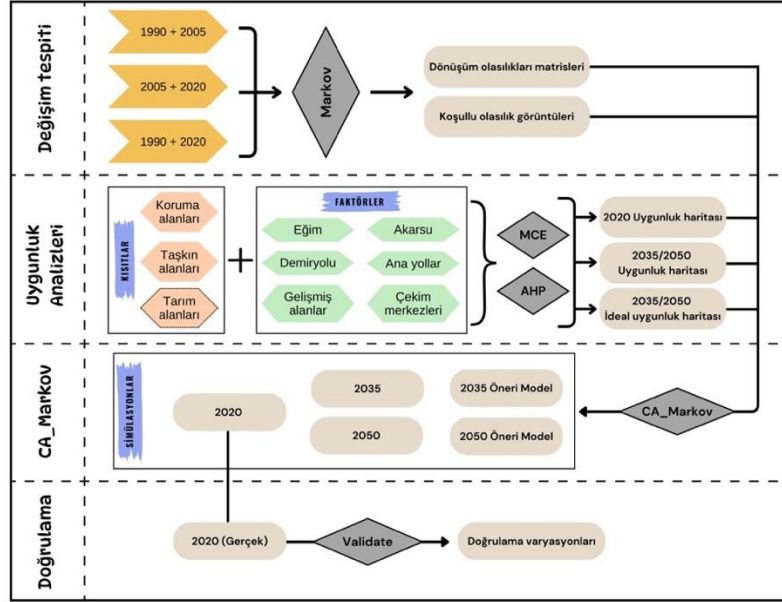 Değişim tespiti
1990 + 2005
2005 + 2020
1990 + 2020
Markov
Dönüşüm olasılıkları matrisleri
Koşullu olasılık görüntüleri
Uygunluk
Analizleri
KISITLAR
Koruma
alanları
Taşkın
alanları
Tarım
alanları
+
FAKTÖRLER
Eğim
Akarsu
Demiryolu
Ana yollar
Gelişmiş
alanlar
Çekim
merkezleri
MCE
AHP
2020 Uygunluk haritası
2035/2050
Uygunluk haritası
2035/2050
İdeal uygunluk haritası
CA_Markov
SİMÜLASYONLAR
2020
2035
2050
2035 Öneri Model
2050 Öneri Model
CA_Markov
Doğrulama
2020 (Gerçek)
Validate
Doğrulama varyasyonları